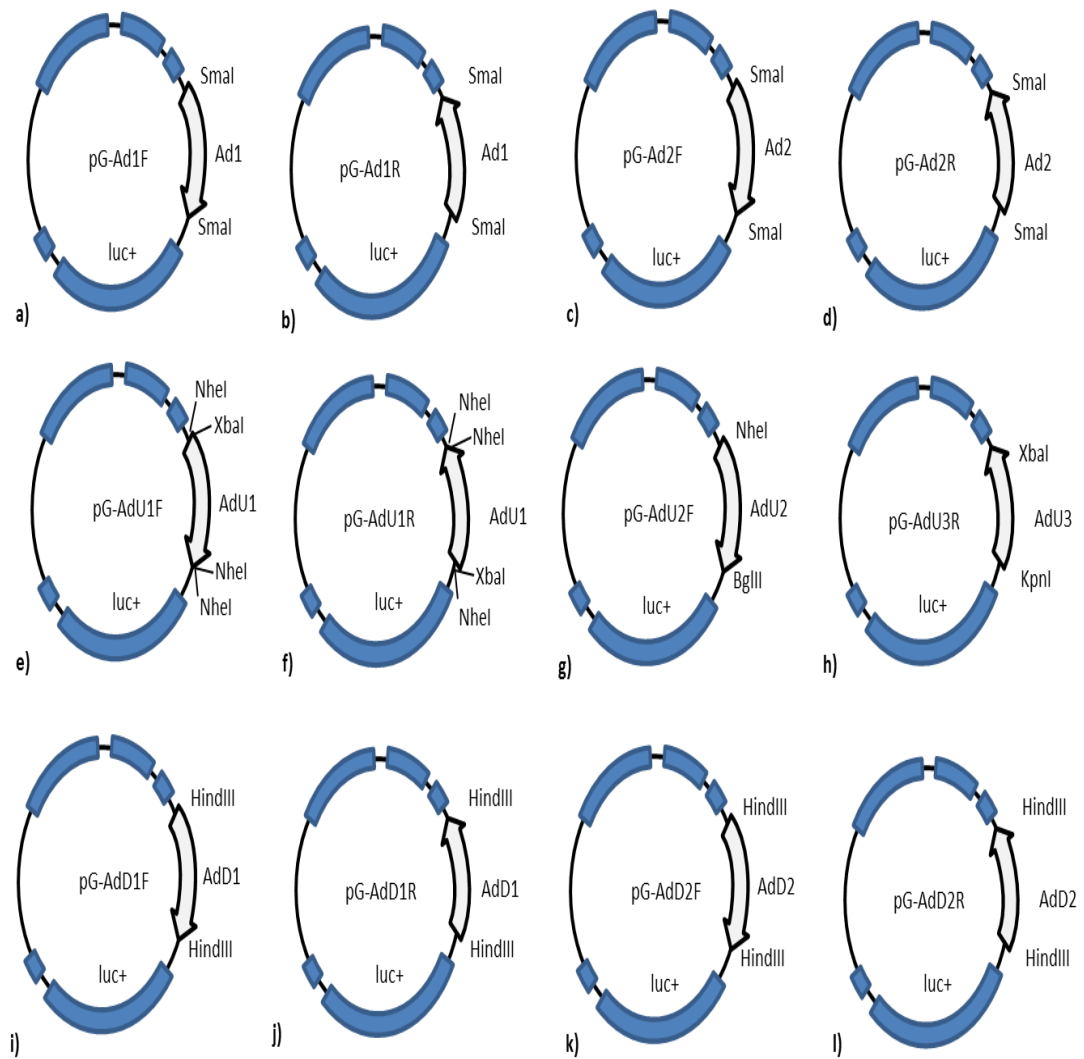 SmaI
pG-Ad1F
Ad1
SmaI
luc+
a)
SmaI
pG-Ad1R
Ad1
SmaI
luc+
b)
SmaI
pG-Ad2F
Ad2
SmaI
luc+
c)
SmaI
pG-Ad2R
Ad2
SmaI
luc+
d)
NheI
XbaI
pG-AdU1F
AdU1
NheI
NheI
luc+
e)
NheI
NheI
pG-AdU1R
AdU1
XbaI
NheI
luc+
f)
NheI
pG-AdU2F
AdU2
BglII
luc+
g)
XbaI
pG-AdU3R
AdU3
KpnI
luc+
h)
HindIII
pG-AdD1F
AdD1
HindIII
luc+
i)
HindIII
pG-AdD1R
AdD1
HindIII
luc+
j)
HindIII
pG-AdD2F
AdD2
HindIII
luc+
k)
HindIII
pG-AdD2R
AdD2
HindIII
luc+
l)